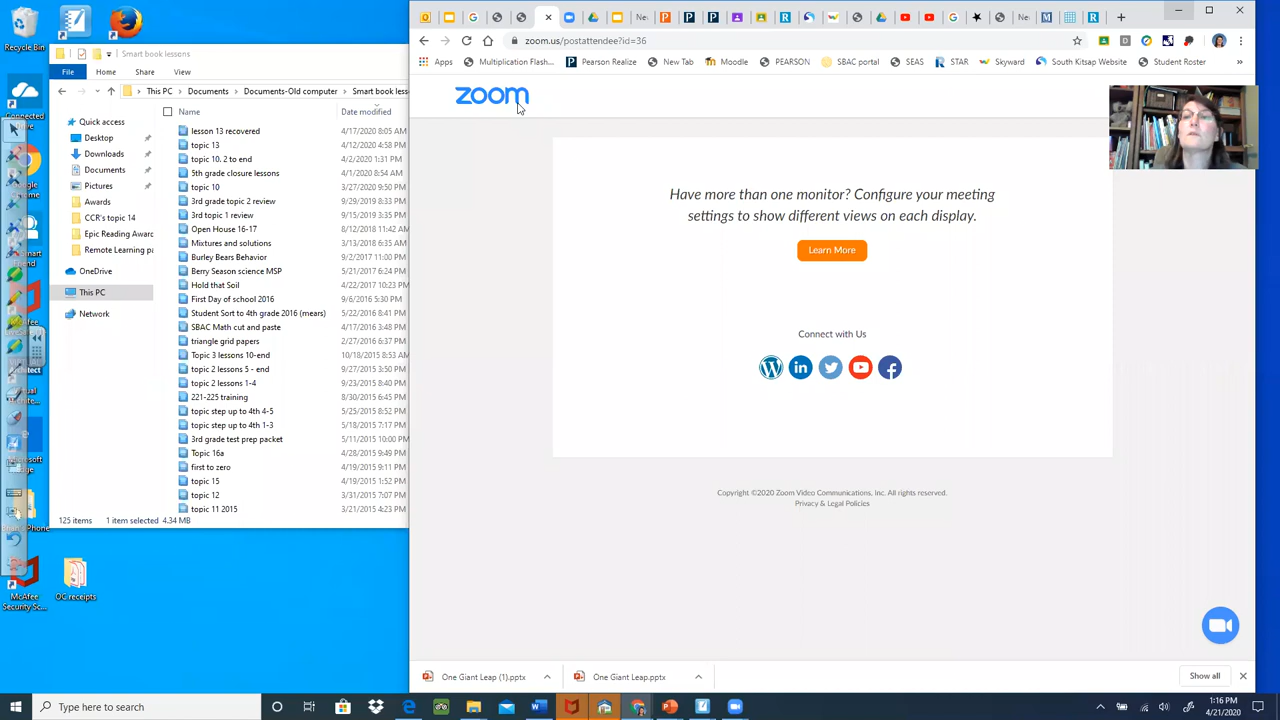 Recycle Bin
Smart book lessons
File
Home
Share
View
This PC
Documents
Documents-Old computer
Smart book less
Name
Date modified
Quick access
Desktop
Downloads
Documents
Pictures
Awards
CCR's topic 14
Epic Reading Awar
Remote Learning pa
OneDrive
This PC
Network
lesson 13 recovered 4/17/2020 8:05 AM
topic 13 4/12/2020 4:58 PM
topic 10. 2 to end 4/2/2020 1:31 PM
5th grade closure lessons 4/1/2020 8:54 AM
topic 10 3/27/2020 9:50 PM
3rd grade topic 2 review 9/29/2019 8:33 PM
3rd topic 1 review 9/15/2019 3:35 PM
Open House 16-17 8/12/2018 11:42 AM
Mixtures and solutions 3/13/2018 6:35 AM
Burley Bears Behavior 9/2/2017 11:00 PM
Berry Season science MSP 5/21/2017 6:24 PM
Hold that Soil 4/22/2017 10:23 PM
First Day of school 2016 9/6/2016 5:30 PM
Student Sort to 4th grade 2016 (mears) 5/22/2016 8:41 PM
SBAC Math cut and paste 4/17/2016 3:48 PM
triangle grid papers 2/27/2016 6:37 PM
Topic 3 lessons 10-end 10/18/2015 8:53 AM
topic 2 lessons 5 - end 9/27/2015 3:50 PM
topic 2 lessons 1-4 9/23/2015 8:40 PM
221-225 training 8/30/2015 6:45 PM
topic step up to 4th 4-5 5/25/2015 8:52 PM
topic step up to 4th 1-3 5/18/2015 7:17 PM
3rd grade test prep packet 5/11/2015 10:00 PM
Topic 16a 4/28/2015 9:49 PM
first to zero 4/19/2015 9:11 PM
topic 15 4/19/2015 1:52 PM
topic 12 3/31/2015 7:07 PM
topic 11 2015 3/21/2015 4:23 PM
125 items 1 item selected 4.34 MB
McAfee
Security Sc...
OG receipts
zoom.us/postattendee?id=36
Apps
Multiplication Flash...
Pearson Realize
New Tab
Moodle
PEARSON
SBAC portal
SEAS
STAR
Skyward
South Kitsap Webste
Student Roster
zoom
Have more than one monitor? Configure your meeting
settings to show different views on each display.
Learn More
Connect with Us
Copyright ©2020 Zoom Video Communications, Inc. All rights reserved.
Privacy & Legal Policies
One Giant Leap (1).pptx
One Giant Leap.pptx
Show all
Type here to search
1:16 PM
4/21/2020